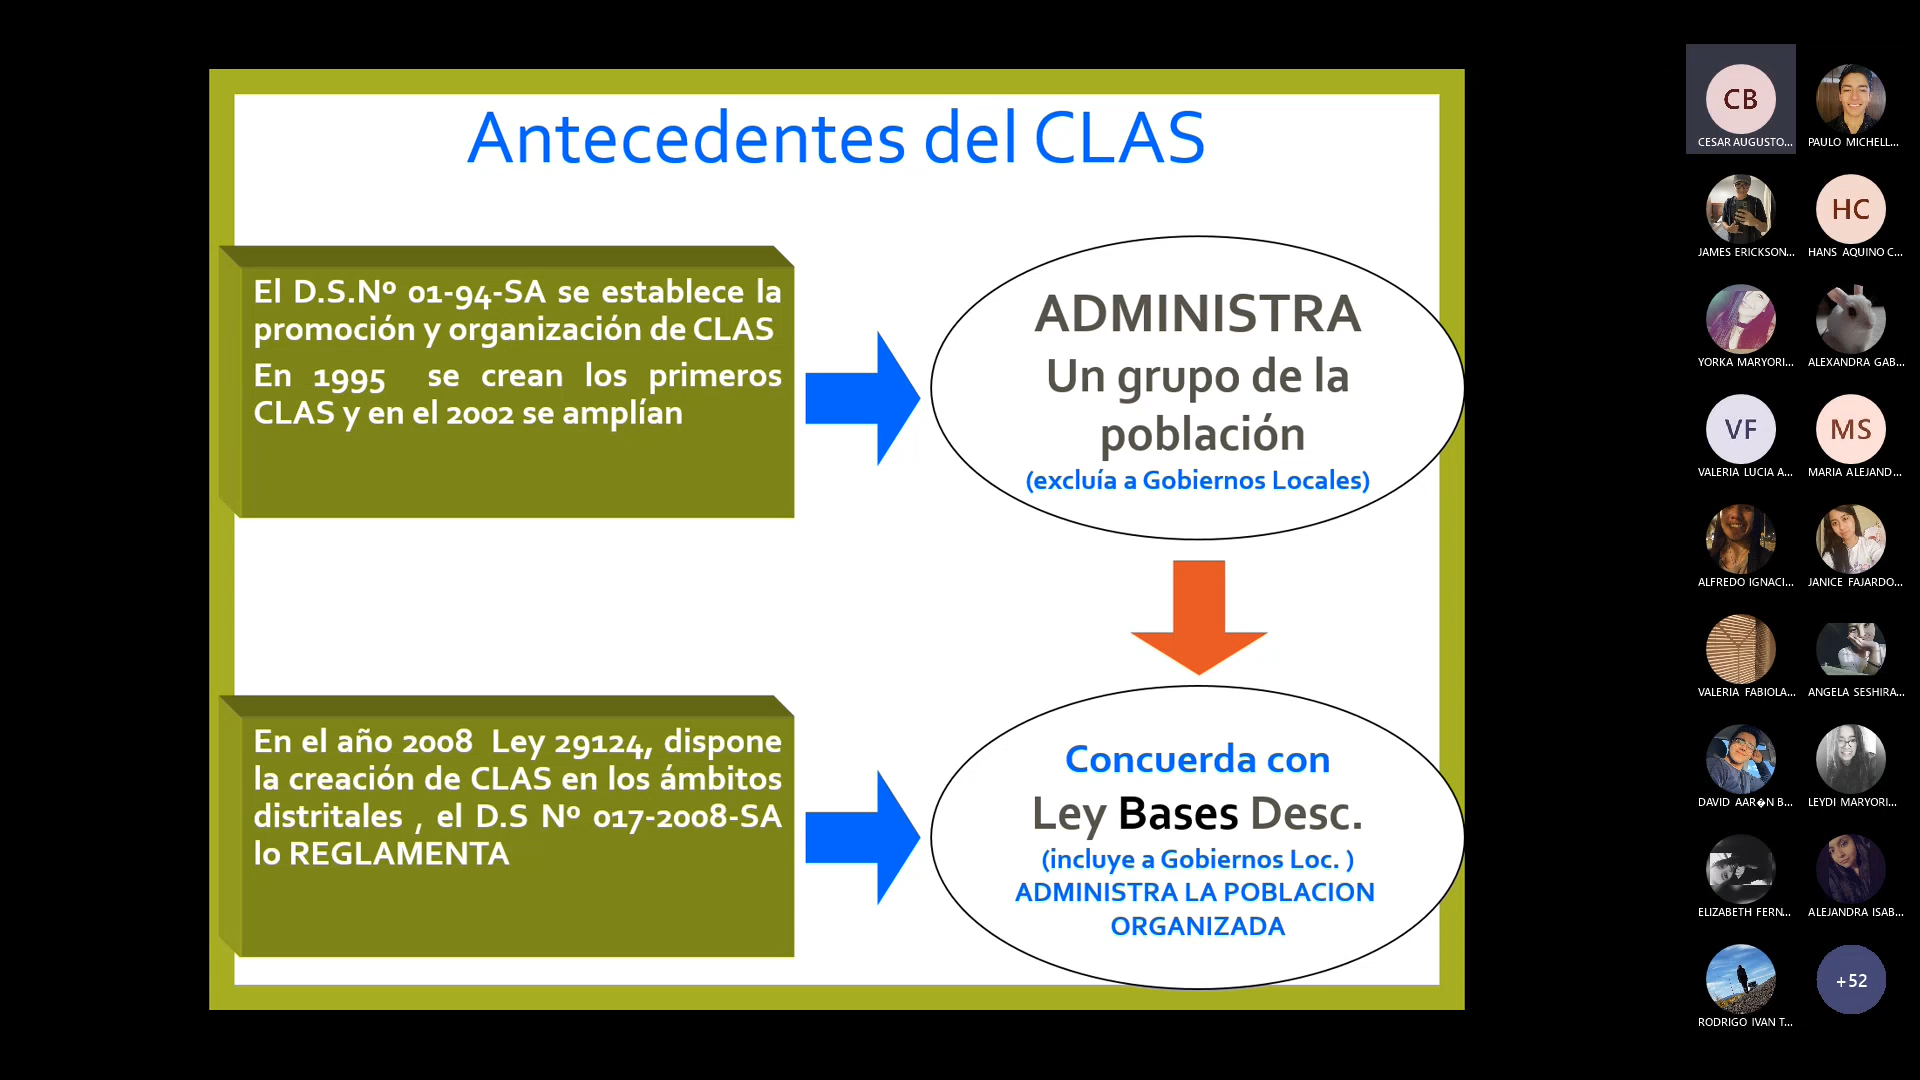 Antecedentes del CLAS
El D.S.Nº 01-94-SA se establece la
promoción y organización de CLAS
En 1995 se crean los primeros
CLAS y en el 2002 se amplían
ADMINISTRA
Un grupo de la
población
(excluía a Gobiernos Locales)
En el año 2008 Ley 29124, dispone
la creación de CLAS en los ámbitos
distritales , el D.S Nº 017-2008-SA
lo REGLAMENTA
Concuerda con
Ley Bases Desc.
(incluye a Gobiernos Loc. )
ADMINISTRA LA POBLACION
ORGANIZADA
CB
CESAR AUGUSTO...
PAULO MICHELL...
JAMES ERICKSON...
HC
HANS AQUINO C...
YORKA MARYORI...
ALEXANDRA GAB...
VF
VALERIA LUCIA A...
MS
MARIA ALEJAND...
ALFREDO IGNACI...
JANICE FAJARDO...
VALERIA FABIOLA...
ANGELA SESHIRA...
DAVID AAR�N B...
LEYDI MARYORI...
ELIZABETH FERN...
ALEJANDRA ISAB...
RODRIGO IVAN T...
+52